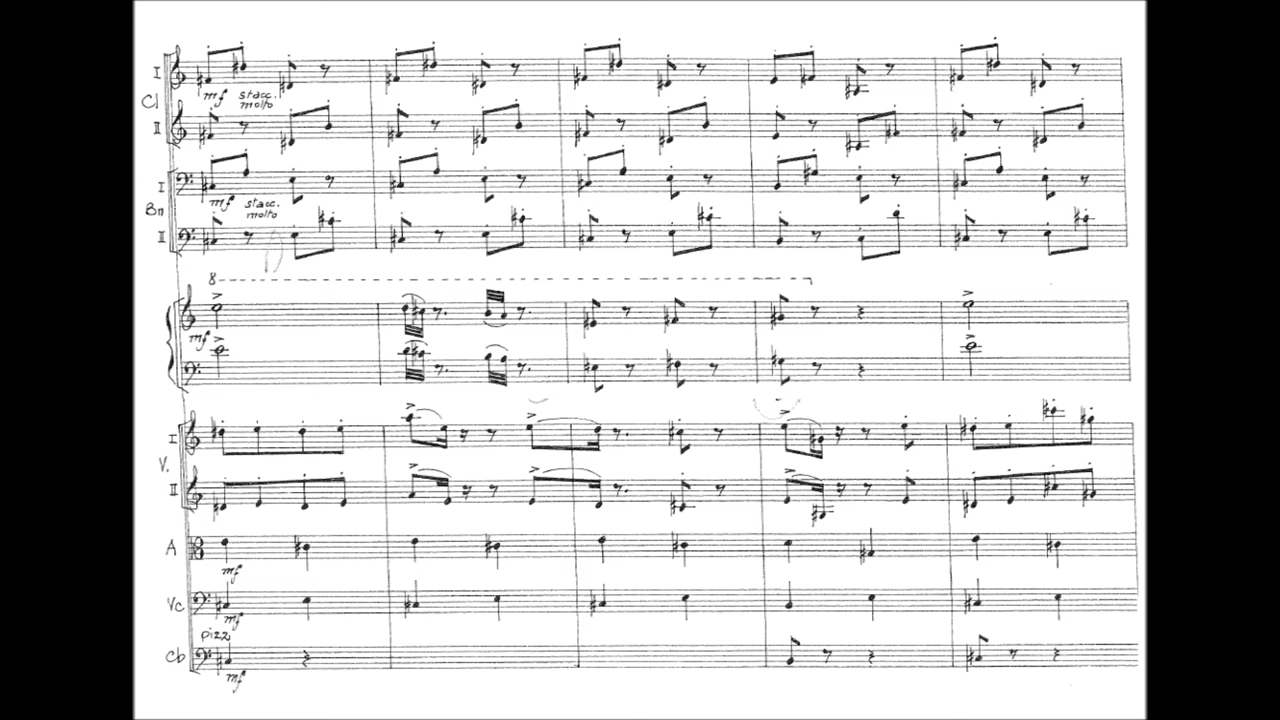 I
Cl
mf stacc.
molto
II
I
mf stacc.
Bn
molto
II
8
mf
I
V.
II
A
mf
Vc
mf
pizz
Cb
mf